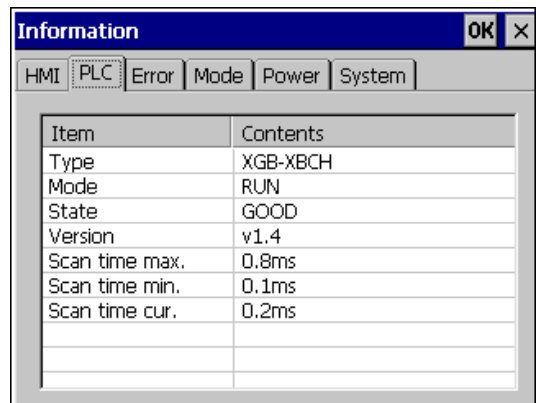 Information OK ×
HMI PLC Error Mode Power System
Item Contents
Type XGB-XBCH
Mode RUN
State GOOD
Version v1.4
Scan time max. 0.8ms
Scan time min. 0.1ms
Scan time cur. 0.2ms